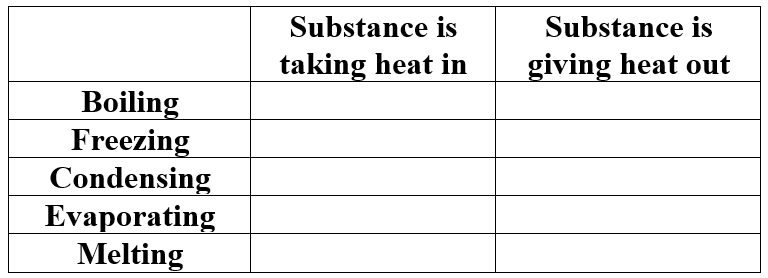 Substance is taking heat in
Substance is giving heat out
Boiling
Freezing
Condensing
Evaporating
Melting